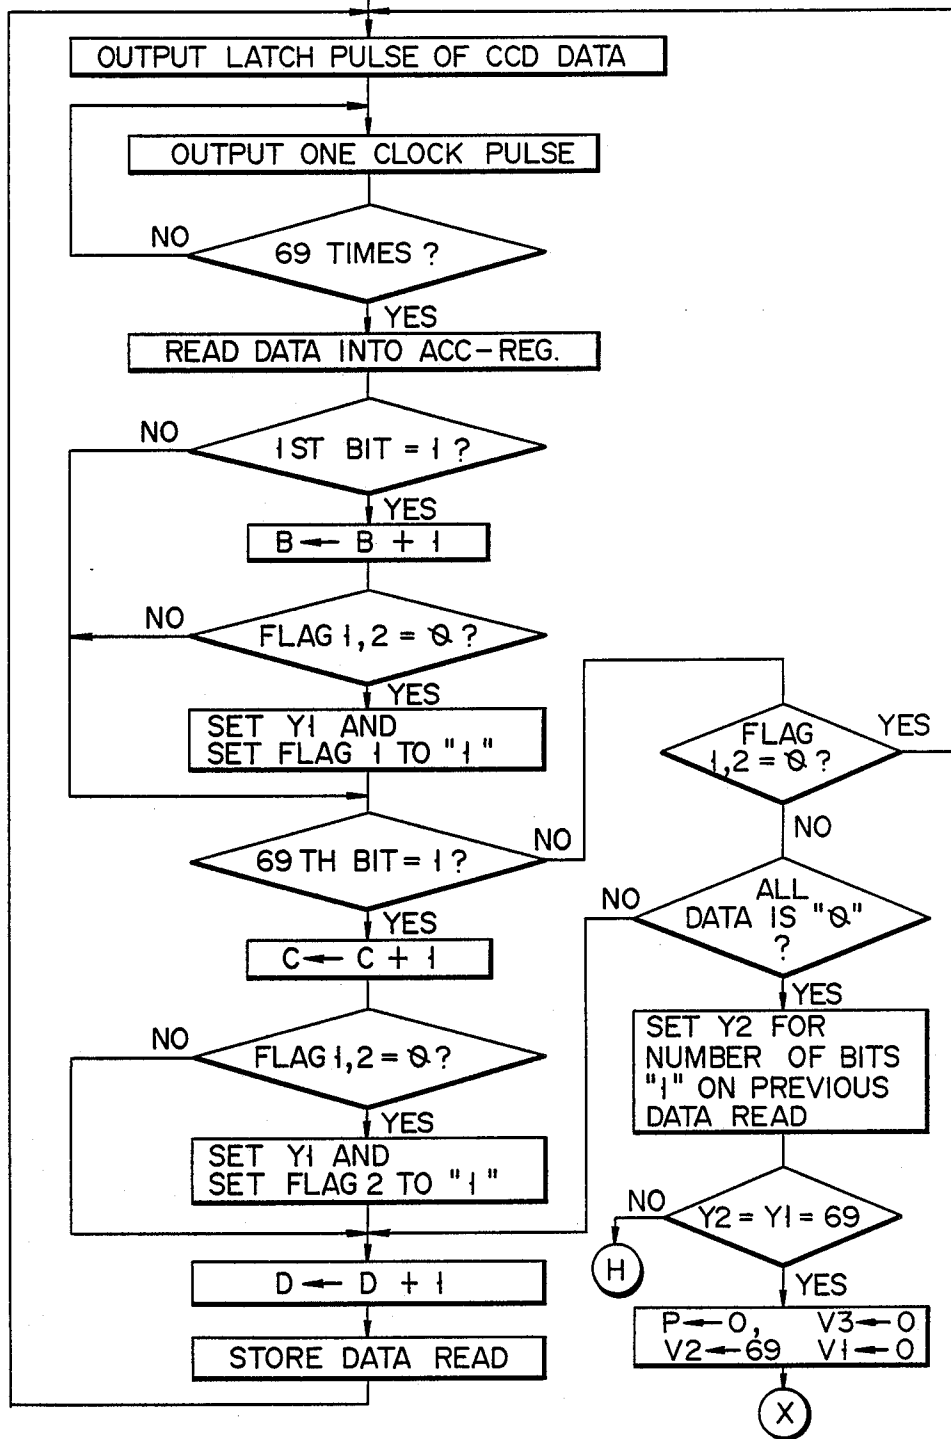 OUTPUT LATCH PULSE OF CCD DATA
OUTPUT ONE CLOCK PULSE
NO
69 TIMES ?
YES
READ DATA INTO ACC-REG.
NO
1ST BIT = 1 ?
YES
B ← B + 1
NO
FLAG 1, 2 = 0 ?
YES
SET Y1 AND
SET FLAG 1 TO "1"
69TH BIT = 1 ?
NO
YES
C ← C + 1
NO
FLAG 1, 2 = 0 ?
YES
SET Y1 AND
SET FLAG 2 TO "1"
D ← D + 1
STORE DATA READ
FLAG
1, 2 = 0 ?
YES
NO
ALL
DATA IS "0"
?
NO
YES
SET Y2 FOR
NUMBER OF BITS
"1" ON PREVIOUS
DATA READ
Y2 = Y1 = 69
NO
H
YES
P ← 0, V3 ← 0
V2 ← 69 V1 ← 0
X